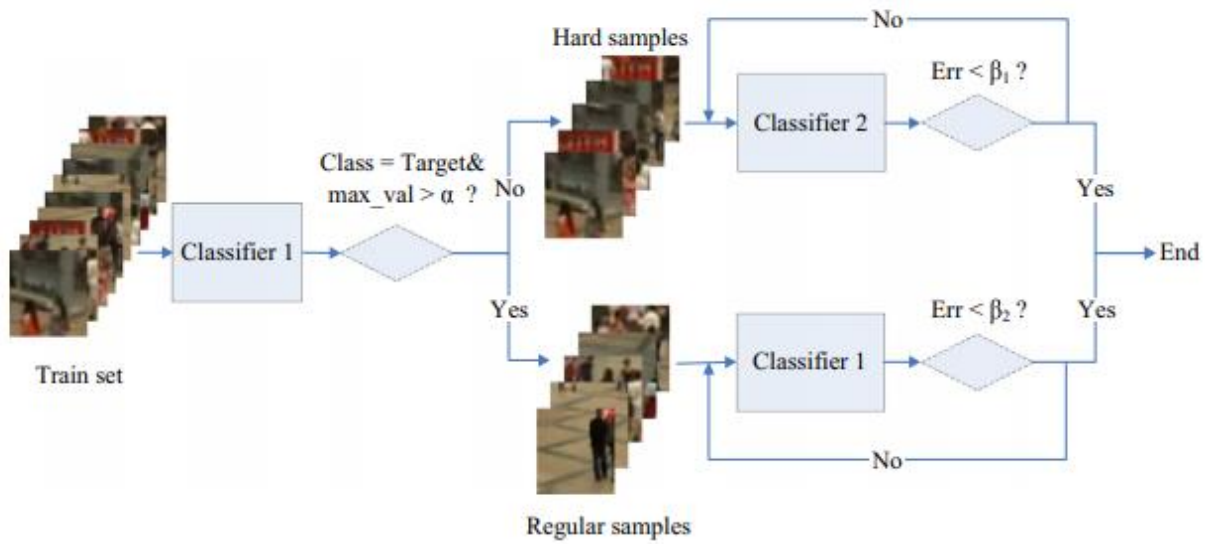 Hard samples
No
Err < β₁ ?
Classifier 2
Class = Target&
max_val > α ?
No
Yes
Classifier 1
End
Yes
Yes
Err < β₂ ?
Classifier 1
Train set
No
Regular samples